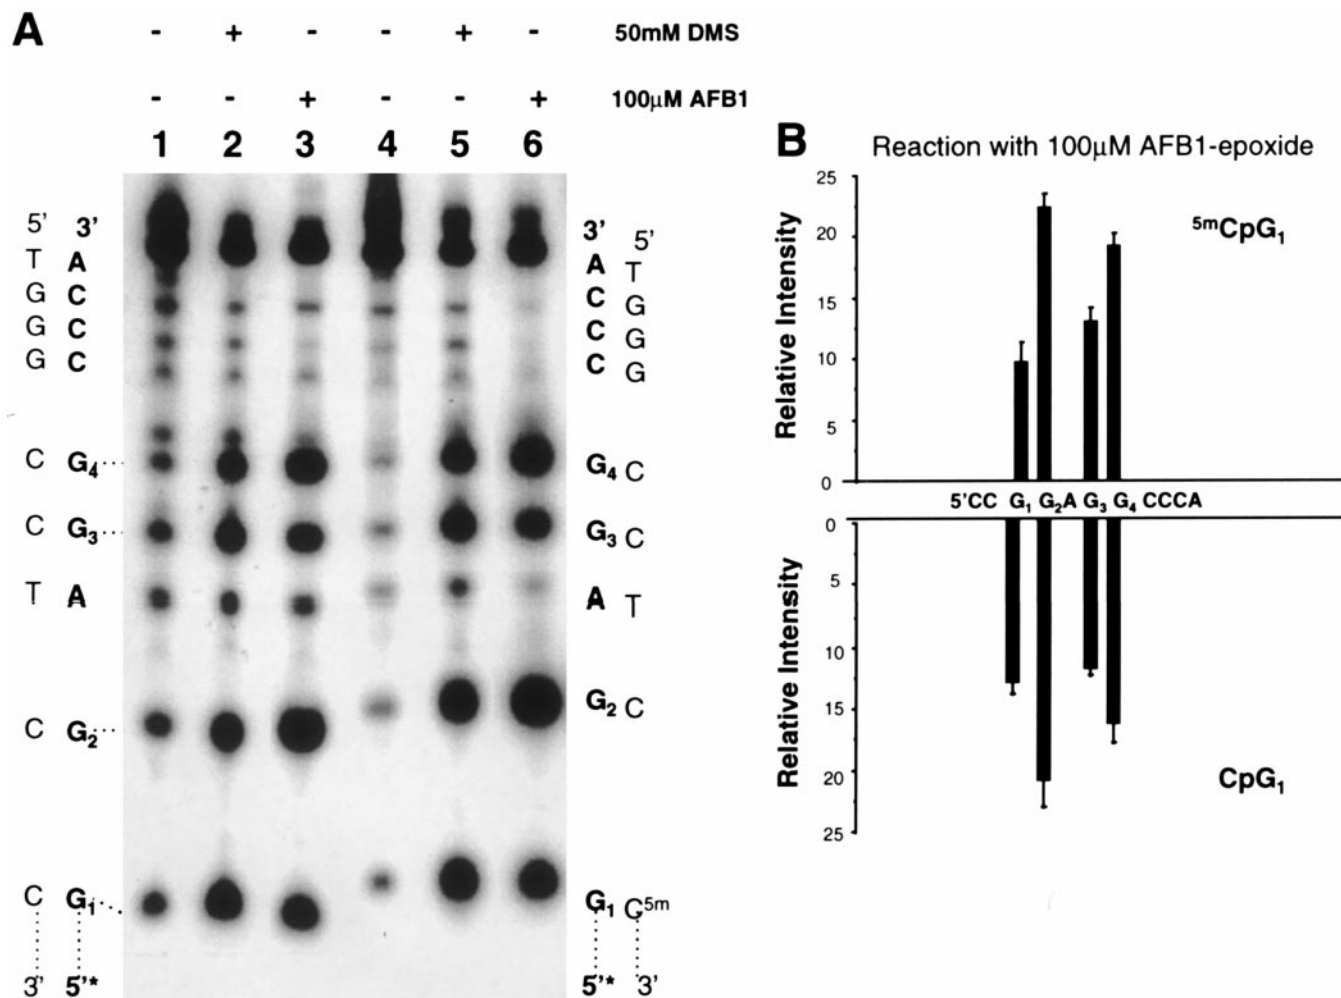 A
- + - - + - 50mM DMS
- - + - - + 100μM AFB1
1 2 3 4 5 6
5' 3' 3' 5'
T A A T
G C C G
G C C G
G C C G
C G4 G4 C
C G3 G3 C
T A A T
C G2 G2 C
C G1 G1 C5m
3' 5'* 5'* 3'
B Reaction with 100μM AFB1-epoxide
25
20
15
10
5
0
Relative Intensity
5mCpG1
5'CC G1 G2A G3 G4 CCCA
0
5
10
15
20
25
Relative Intensity
CpG1